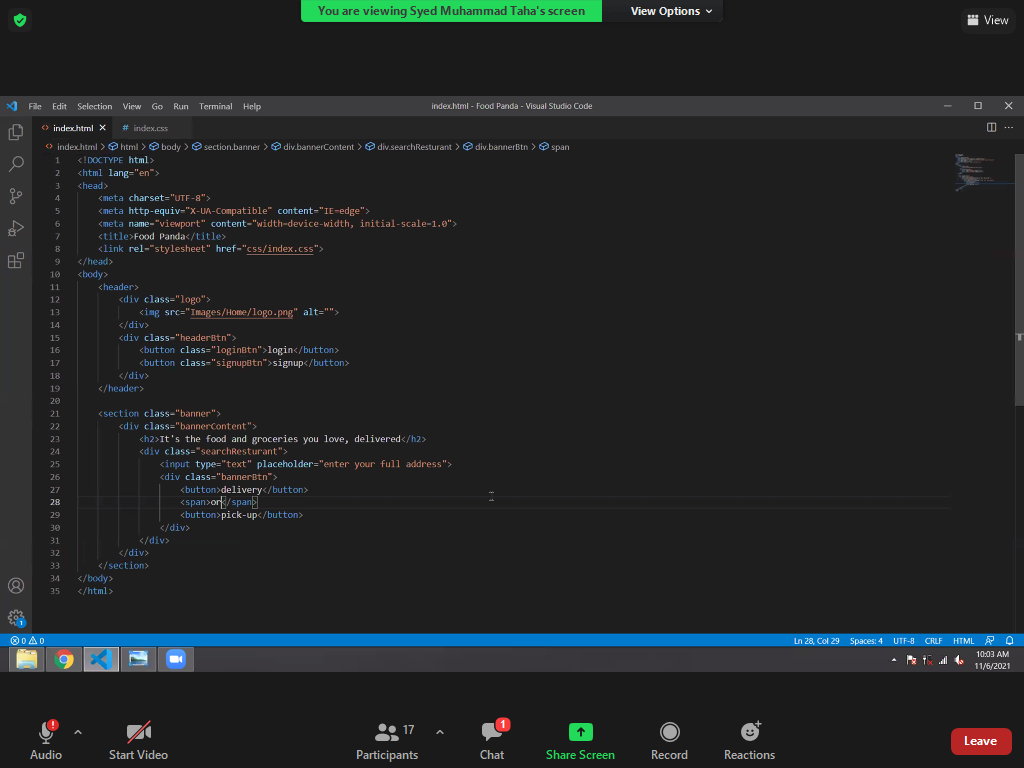 You are viewing Syed Muhammad Taha's screen
View Options
View
File Edit Selection View Go Run Terminal Help
index.html - Food Panda - Visual Studio Code
index.html
# index.css
index.html > html > body > section.banner > div.bannerContent > div.searchResturant > div.bannerBtn > span
1 <!DOCTYPE html>
2 <html lang="en">
3 <head>
4 <meta charset="UTF-8">
5 <meta http-equiv="X-UA-Compatible" content="IE=edge">
6 <meta name="viewport" content="width=device-width, initial-scale=1.0">
7 <title>Food Panda</title>
8 <link rel="stylesheet" href="css/index.css">
9 </head>
10 <body>
11 <header>
12 <div class="logo">
13 <img src="Images/Home/logo.png" alt="">
14 </div>
15 <div class="headerBtn">
16 <button class="loginBtn">login</button>
17 <button class="signupBtn">signup</button>
18 </div>
19 </header>
20
21 <section class="banner">
22 <div class="bannerContent">
23 <h2>It's the food and groceries you love, delivered</h2>
24 <div class="searchResturant">
25 <input type="text" placeholder="enter your full address">
26 <div class="bannerBtn">
27 <button>delivery</button>
28 <span>or</span>
29 <button>pick-up</button>
30 </div>
31 </div>
32 </div>
33 </section>
34 </body>
35 </html>
1
0 0
Ln 28, Col 29 Spaces: 4 UTF-8 CRLF HTML
10:03 AM
11/6/2021
17
1
Audio
Start Video
Participants
Chat
Share Screen
Record
Reactions
Leave